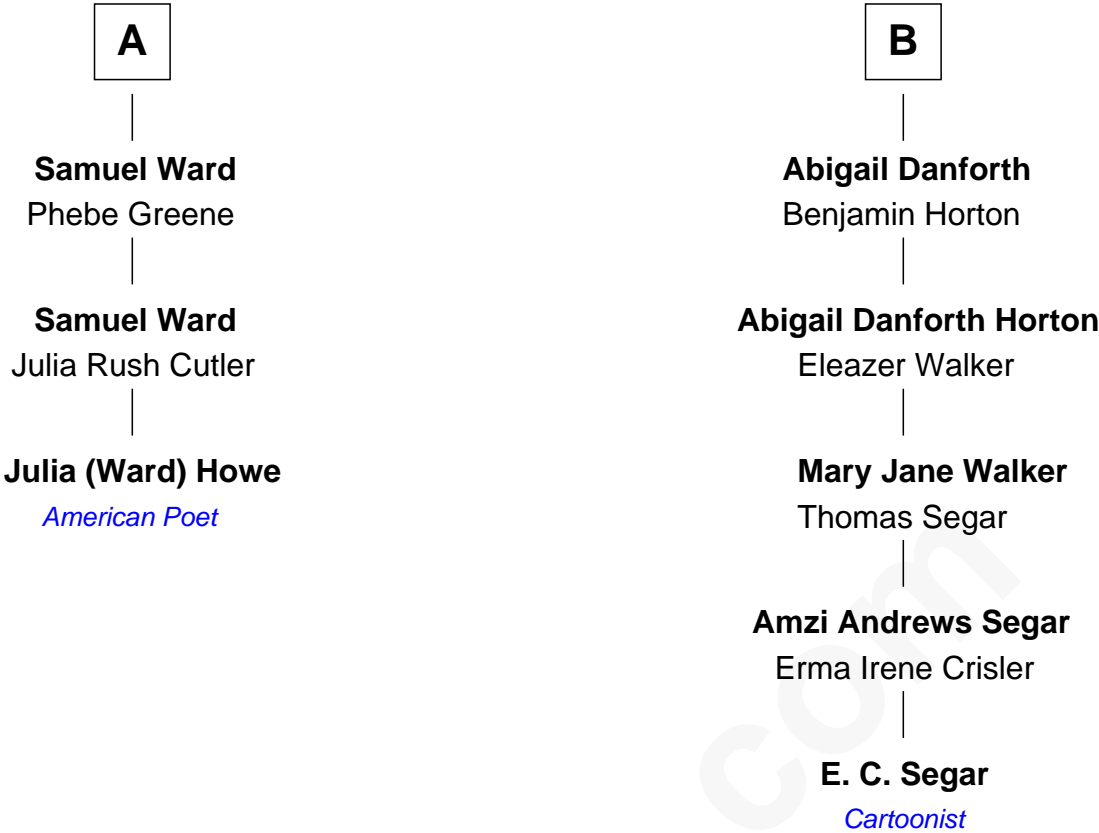 A
Samuel Ward
Phebe Greene
Samuel Ward
Julia Rush Cutler
Julia (Ward) Howe
American Poet
B
Abigail Danforth
Benjamin Horton
Abigail Danforth Horton
Eleazer Walker
Mary Jane Walker
Thomas Segar
Amzi Andrews Segar
Erma Irene Crisler
E. C. Segar
Cartoonist
com